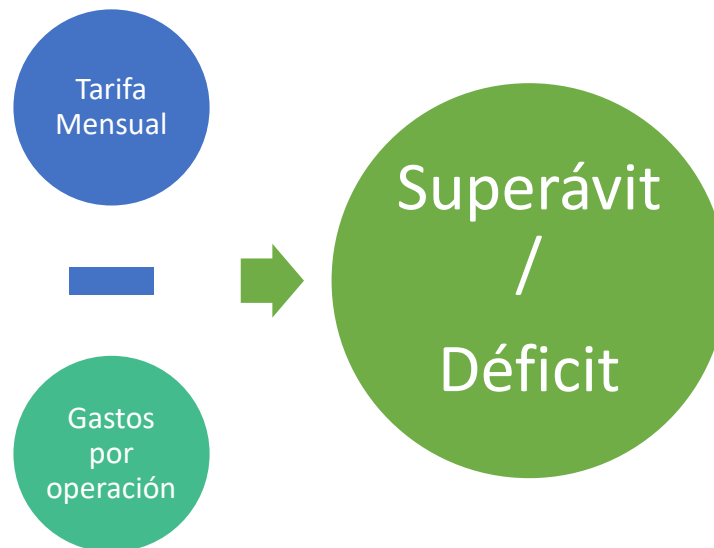 Tarifa
Mensual
Gastos
por
operación
Superávit
/
Déficit